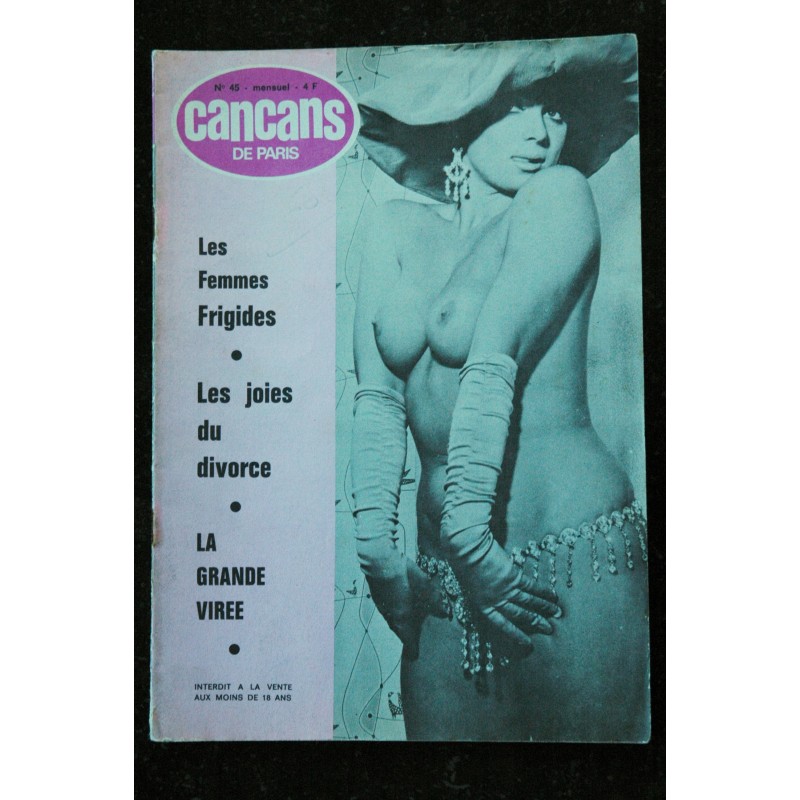 N° 45 - mensuel - 4 F
cancans
DE PARIS
Les
Femmes
Frigides
Les joies
du
divorce
LA
GRANDE
VIREE
INTERDIT A LA VENTE
AUX MOINS DE 18 ANS